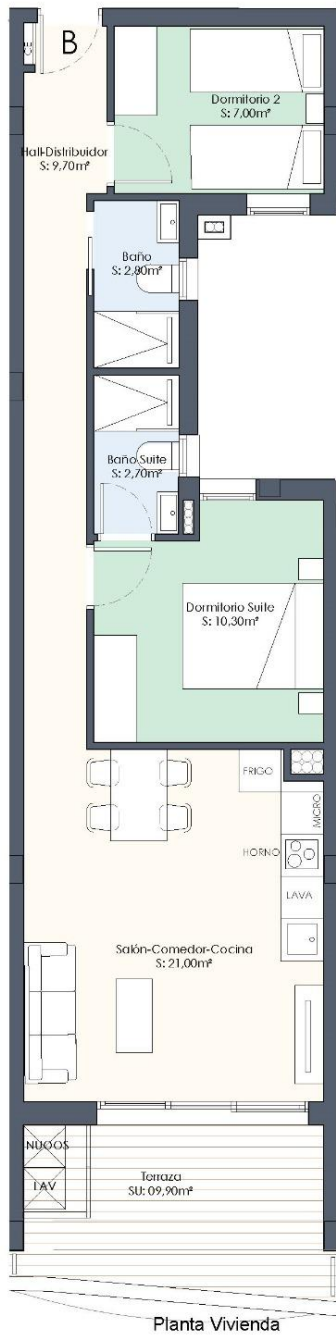 CE
B
Dormitorio 2
S: 7,00m²
Hall-Distribuidor
S: 9,70m²
Baño
S: 2,80m²
Baño Suite
S: 2,70m²
Dormitorio Suite
S: 10,30m²
FRIGO
MICRO
HORNO
LAVA
Salón-Comedor-Cocina
S: 21,00m²
LAV
Terraza
SU: 09,90m²
Planta Vivienda